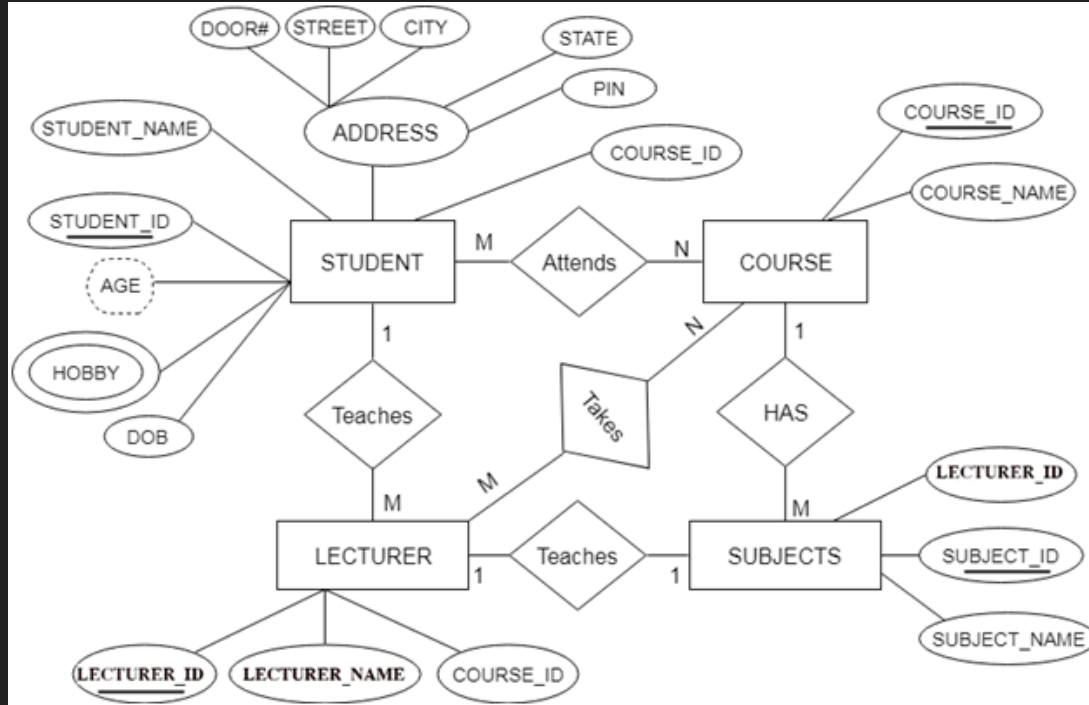 DOOR#
STREET
CITY
STATE
PIN
ADDRESS
STUDENT_NAME
COURSE_ID
COURSE_ID
COURSE_NAME
STUDENT_ID
AGE
HOBBY
DOB
STUDENT
M
Attends
N
COURSE
1
N
1
Teaches
Takes
HAS
M
M
M
LECTURER
1
Teaches
1
SUBJECTS
LECTURER_ID
SUBJECT_ID
SUBJECT_NAME
LECTURER_ID
LECTURER_NAME
COURSE_ID